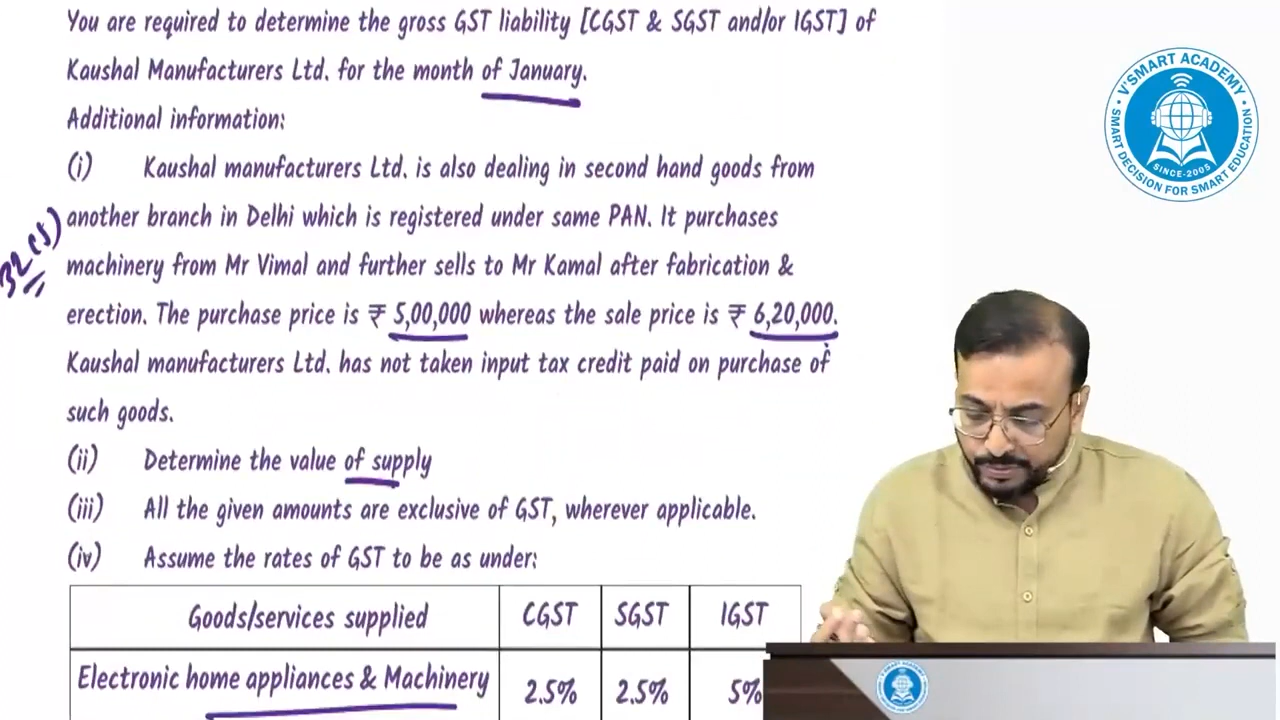 You are required to determine the gross GST liability [CGST & SGST and/or IGST] of
Kaushal Manufacturers Ltd. for the month of January.
Additional information:
(i) Kaushal manufacturers Ltd. is also dealing in second hand goods from
another branch in Delhi which is registered under same PAN. It purchases
machinery from Mr Vimal and further sells to Mr Kamal after fabrication &
erection. The purchase price is ₹ 5,00,000 whereas the sale price is ₹ 6,20,000.
Kaushal manufacturers Ltd. has not taken input tax credit paid on purchase of
such goods.
(ii) Determine the value of supply
(iii) All the given amounts are exclusive of GST, wherever applicable.
(iv) Assume the rates of GST to be as under:
Goods/services supplied CGST SGST IGST
Electronic home appliances & Machinery 2.5% 2.5% 5%
32(5)
V'SMART ACADEMY
SMART DECISION FOR SMART EDUCATION
SINCE-2005